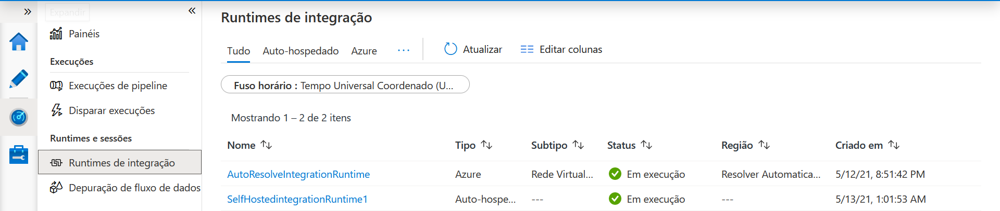 Expandir
Painéis
Execuções
Execuções de pipeline
Disparar execuções
Runtimes e sessões
Runtimes de integração
Depuração de fluxo de dados
Runtimes de integração
Tudo Auto-hospedado Azure ... Atualizar Editar colunas
Fuso horário : Tempo Universal Coordenado (U...
Mostrando 1 – 2 de 2 itens
Nome Tipo Subtipo Status Região Criado em
AutoResolveIntegrationRuntime Azure Rede Virtual... Em execução Resolver Automatica... 5/12/21, 8:51:42 PM
SelfHostedintegrationRuntime1 Auto-hospe... --- Em execução --- 5/13/21, 1:01:53 AM